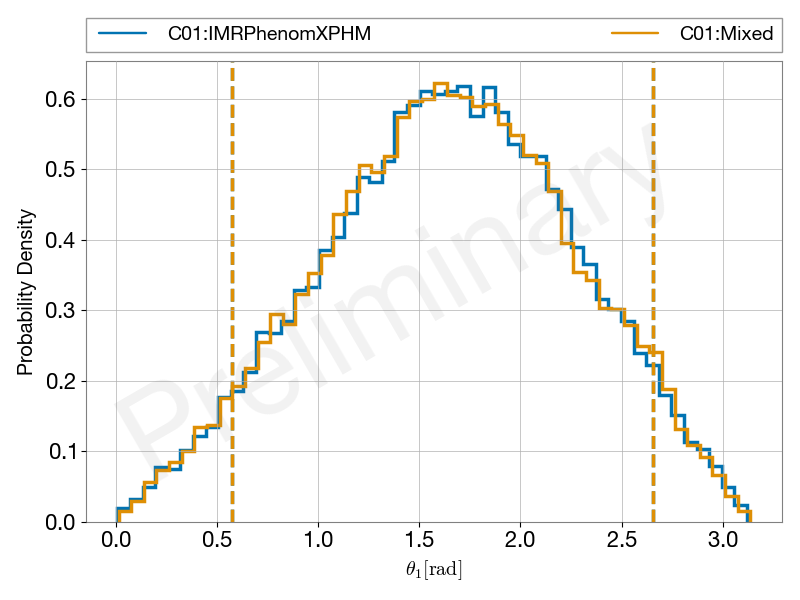 C01:IMRPhenomXPHM C01:Mixed
Probability Density
0.6
0.5
0.4
0.3
0.2
0.1
0.0
Preliminary
0.0 0.5 1.0 1.5 2.0 2.5 3.0
θ₁[rad]